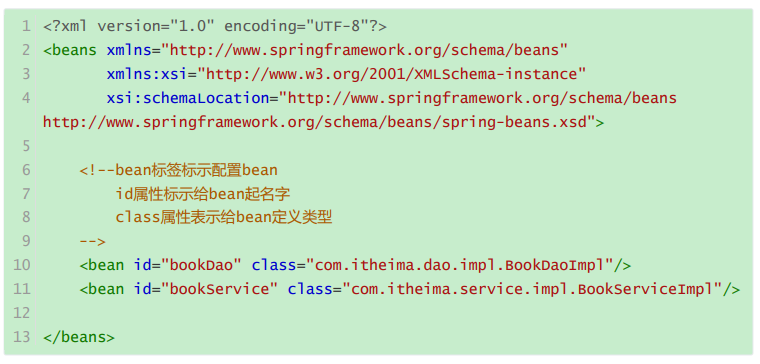 1 <?xml version="1.0" encoding="UTF-8"?>
2 <beans xmlns="http://www.springframework.org/schema/beans"
3        xmlns:xsi="http://www.w3.org/2001/XMLSchema-instance"
4        xsi:schemaLocation="http://www.springframework.org/schema/beans
http://www.springframework.org/schema/beans/spring-beans.xsd">
5
6     <!--bean标签标示配置bean
7         id属性标示给bean起名字
8         class属性表示给bean定义类型
9     -->
10     <bean id="bookDao" class="com.itheima.dao.impl.BookDaoImpl"/>
11     <bean id="bookService" class="com.itheima.service.impl.BookServiceImpl"/>
12
13 </beans>